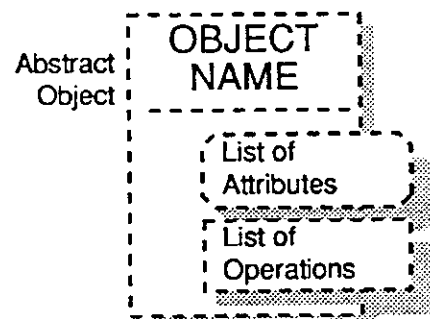 Abstract
Object
OBJECT
NAME
List of
Attributes
List of
Operations